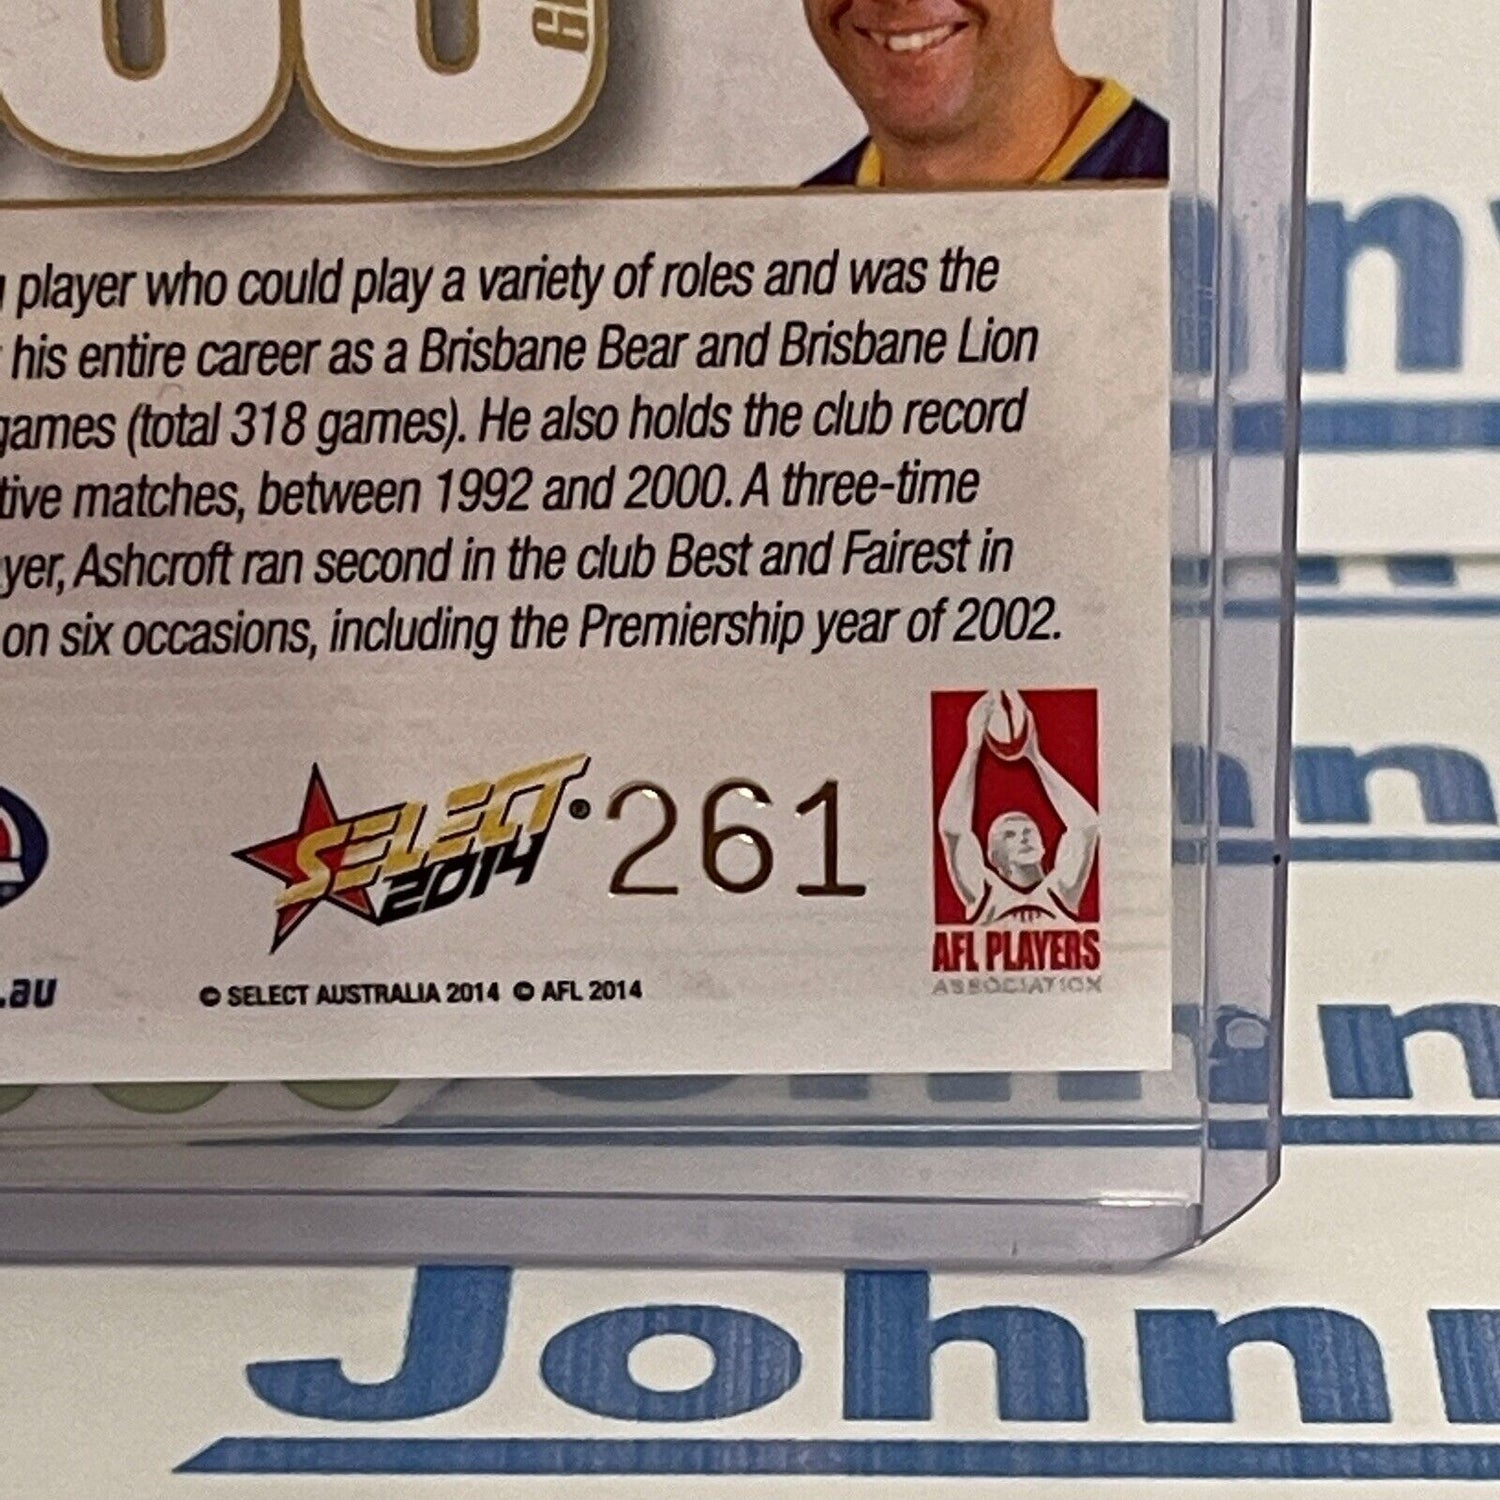 player who could play a variety of roles and was the
his entire career as a Brisbane Bear and Brisbane Lion
games (total 318 games). He also holds the club record
tive matches, between 1992 and 2000. A three-time
yer, Ashcroft ran second in the club Best and Fairest in
on six occasions, including the Premiership year of 2002.
SELECT ® 261
2014
AFL PLAYERS
ASSOCIATION
.au
© SELECT AUSTRALIA 2014 © AFL 2014
John